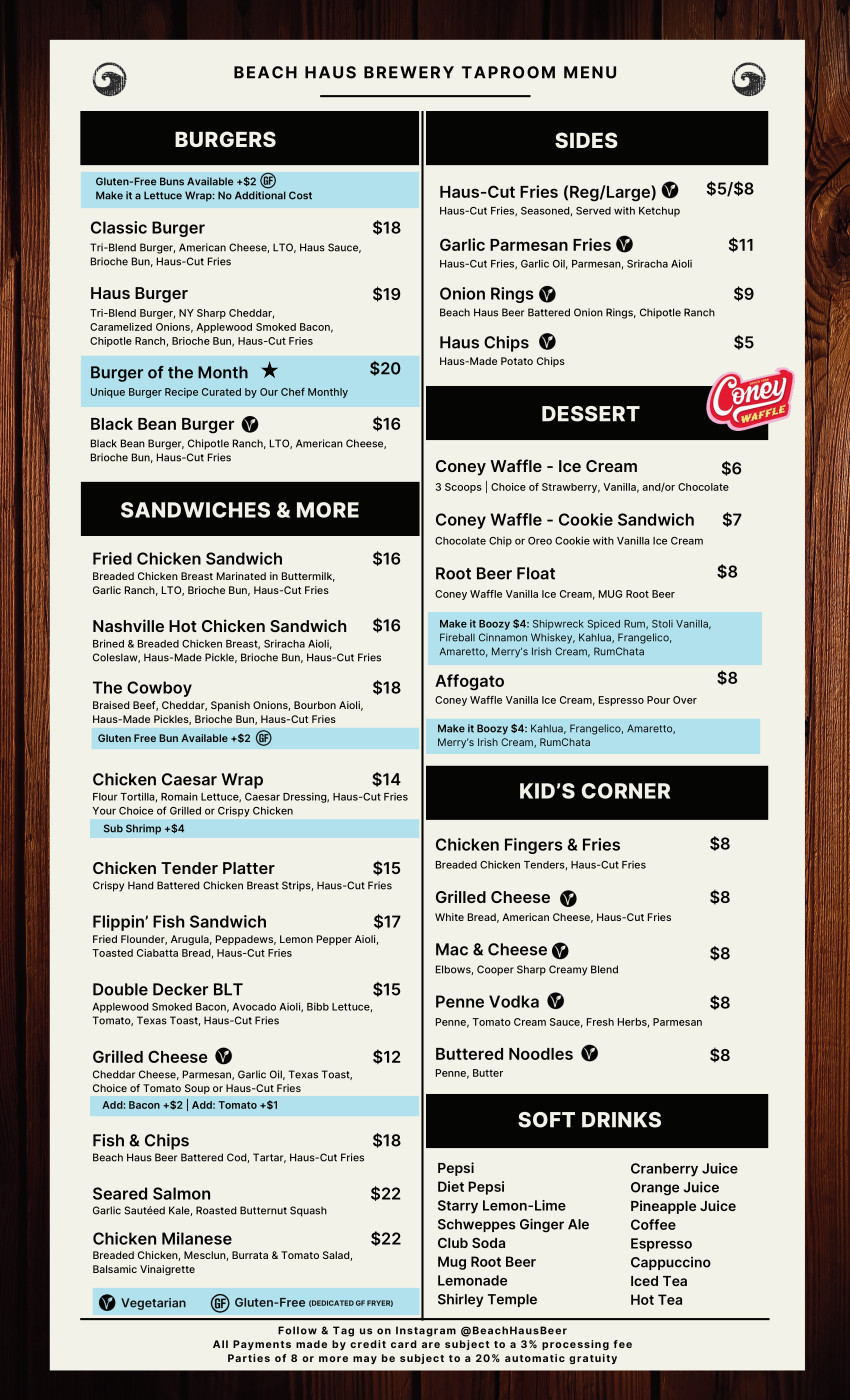 BEACH HAUS BREWERY TAPROOM MENU
BURGERS
Gluten-Free Buns Available +$2 GF
Make it a Lettuce Wrap: No Additional Cost
Classic Burger $18
Tri-Blend Burger, American Cheese, LTO, Haus Sauce,
Brioche Bun, Haus-Cut Fries
Haus Burger $19
Tri-Blend Burger, NY Sharp Cheddar,
Caramelized Onions, Applewood Smoked Bacon,
Chipotle Ranch, Brioche Bun, Haus-Cut Fries
Burger of the Month ★ $20
Unique Burger Recipe Curated by Our Chef Monthly
Black Bean Burger V $16
Black Bean Burger, Chipotle Ranch, LTO, American Cheese,
Brioche Bun, Haus-Cut Fries
SANDWICHES & MORE
Fried Chicken Sandwich $16
Breaded Chicken Breast Marinated in Buttermilk,
Garlic Ranch, LTO, Brioche Bun, Haus-Cut Fries
Nashville Hot Chicken Sandwich $16
Brined & Breaded Chicken Breast, Sriracha Aioli,
Coleslaw, Haus-Made Pickle, Brioche Bun, Haus-Cut Fries
The Cowboy $18
Braised Beef, Cheddar, Spanish Onions, Bourbon Aioli,
Haus-Made Pickles, Brioche Bun, Haus-Cut Fries
Gluten Free Bun Available +$2 GF
Chicken Caesar Wrap $14
Flour Tortilla, Romain Lettuce, Caesar Dressing, Haus-Cut Fries
Your Choice of Grilled or Crispy Chicken
Sub Shrimp +$4
Chicken Tender Platter $15
Crispy Hand Battered Chicken Breast Strips, Haus-Cut Fries
Flippin' Fish Sandwich $17
Fried Flounder, Arugula, Peppadews, Lemon Pepper Aioli,
Toasted Ciabatta Bread, Haus-Cut Fries
Double Decker BLT $15
Applewood Smoked Bacon, Avocado Aioli, Bibb Lettuce,
Tomato, Texas Toast, Haus-Cut Fries
Grilled Cheese V $12
Cheddar Cheese, Parmesan, Garlic Oil, Texas Toast,
Choice of Tomato Soup or Haus-Cut Fries
Add: Bacon +$2 | Add: Tomato +$1
Fish & Chips $18
Beach Haus Beer Battered Cod, Tartar, Haus-Cut Fries
Seared Salmon $22
Garlic Sautéed Kale, Roasted Butternut Squash
Chicken Milanese $22
Breaded Chicken, Mesclun, Burrata & Tomato Salad,
Balsamic Vinaigrette
V Vegetarian GF Gluten-Free (DEDICATED GF FRYER)
SIDES
Haus-Cut Fries (Reg/Large) V $5/$8
Haus-Cut Fries, Seasoned, Served with Ketchup
Garlic Parmesan Fries V $11
Haus-Cut Fries, Garlic Oil, Parmesan, Sriracha Aioli
Onion Rings V $9
Beach Haus Beer Battered Onion Rings, Chipotle Ranch
Haus Chips V $5
Haus-Made Potato Chips
DESSERT
Coney
WAFFLE
Coney Waffle - Ice Cream $6
3 Scoops | Choice of Strawberry, Vanilla, and/or Chocolate
Coney Waffle - Cookie Sandwich $7
Chocolate Chip or Oreo Cookie with Vanilla Ice Cream
Root Beer Float $8
Coney Waffle Vanilla Ice Cream, MUG Root Beer
Make it Boozy $4: Shipwreck Spiced Rum, Stoli Vanilla,
Fireball Cinnamon Whiskey, Kahlua, Frangelico,
Amaretto, Merry's Irish Cream, RumChata
Affogato $8
Coney Waffle Vanilla Ice Cream, Espresso Pour Over
Make it Boozy $4: Kahlua, Frangelico, Amaretto,
Merry's Irish Cream, RumChata
KID'S CORNER
Chicken Fingers & Fries $8
Breaded Chicken Tenders, Haus-Cut Fries
Grilled Cheese V $8
White Bread, American Cheese, Haus-Cut Fries
Mac & Cheese V $8
Elbows, Cooper Sharp Creamy Blend
Penne Vodka V $8
Penne, Tomato Cream Sauce, Fresh Herbs, Parmesan
Buttered Noodles V $8
Penne, Butter
SOFT DRINKS
Pepsi
Diet Pepsi
Starry Lemon-Lime
Schweppes Ginger Ale
Club Soda
Mug Root Beer
Lemonade
Shirley Temple
Cranberry Juice
Orange Juice
Pineapple Juice
Coffee
Espresso
Cappuccino
Iced Tea
Hot Tea
Follow & Tag us on Instagram @BeachHausBeer
All Payments made by credit card are subject to a 3% processing fee
Parties of 8 or more may be subject to a 20% automatic gratuity